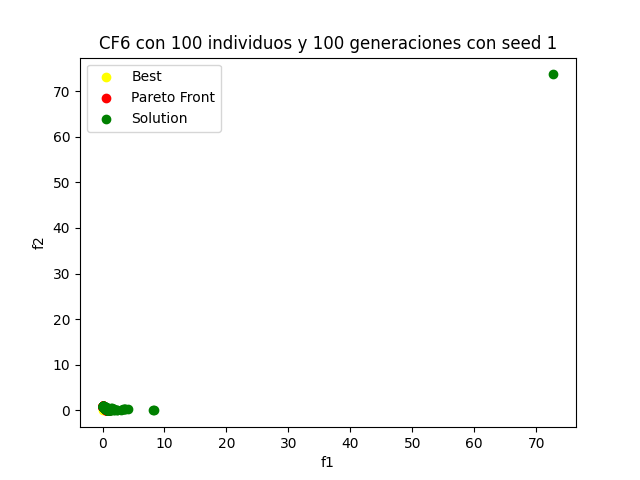 CF6 con 100 individuos y 100 generaciones con seed 1
Best
Pareto Front
Solution
f2
70
60
50
40
30
20
10
0
0 10 20 30 40 50 60 70
f1